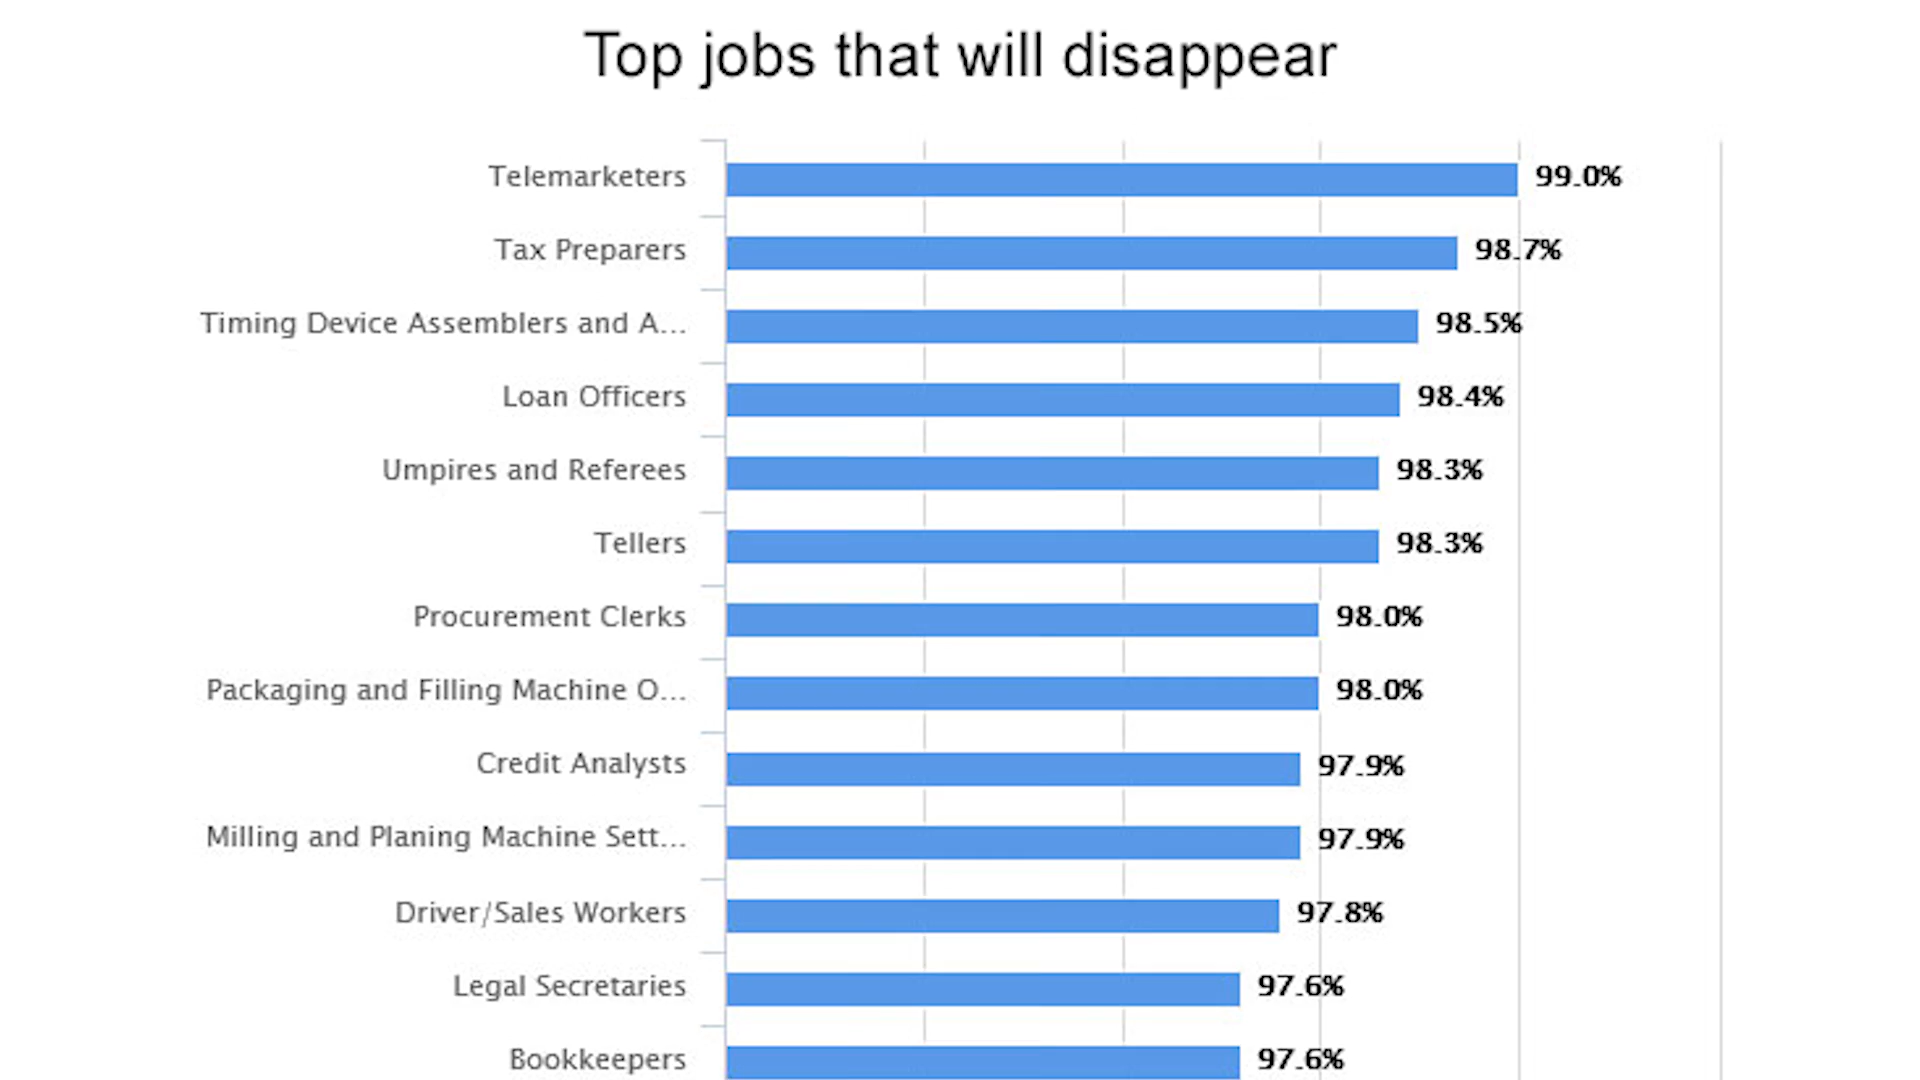 Top jobs that will disappear
Telemarketers 99.0%
Tax Preparers 98.7%
Timing Device Assemblers and A... 98.5%
Loan Officers 98.4%
Umpires and Referees 98.3%
Tellers 98.3%
Procurement Clerks 98.0%
Packaging and Filling Machine O... 98.0%
Credit Analysts 97.9%
Milling and Planing Machine Sett... 97.9%
Driver/Sales Workers 97.8%
Legal Secretaries 97.6%
Bookkeepers 97.6%